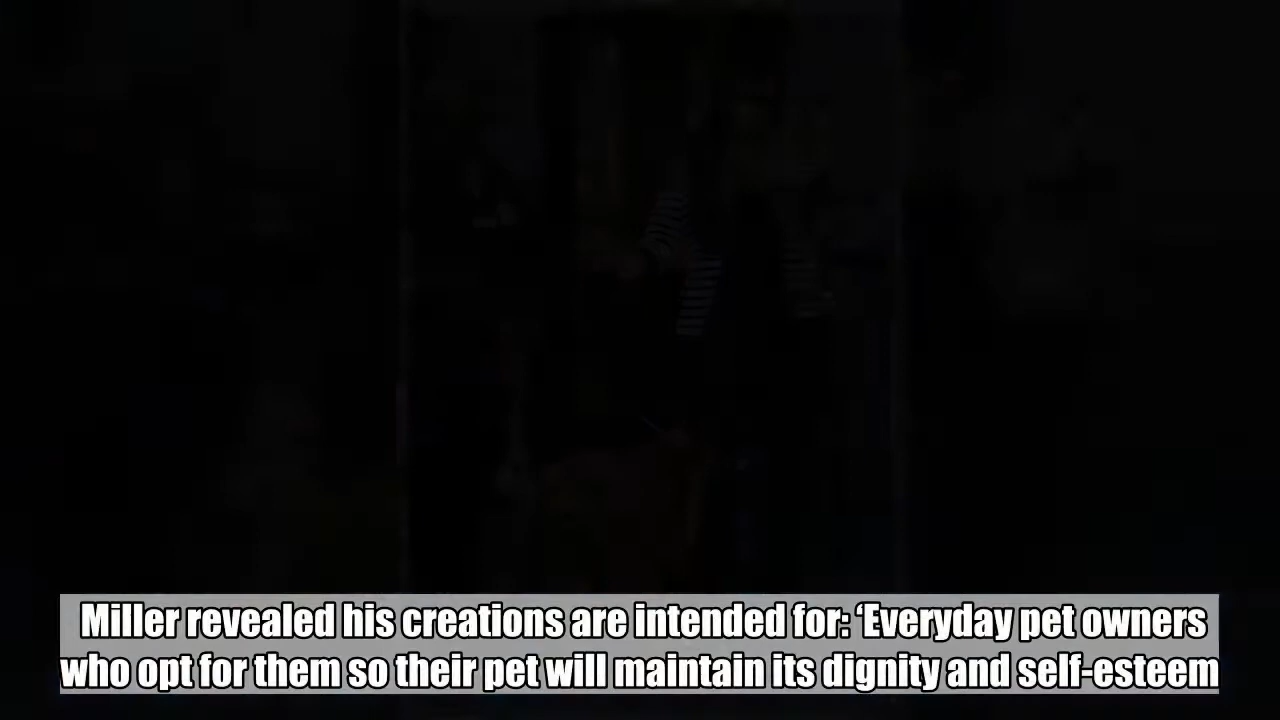 Miller revealed his creations are intended for: ‘Everyday pet owners
who opt for them so their pet will maintain its dignity and self-esteem